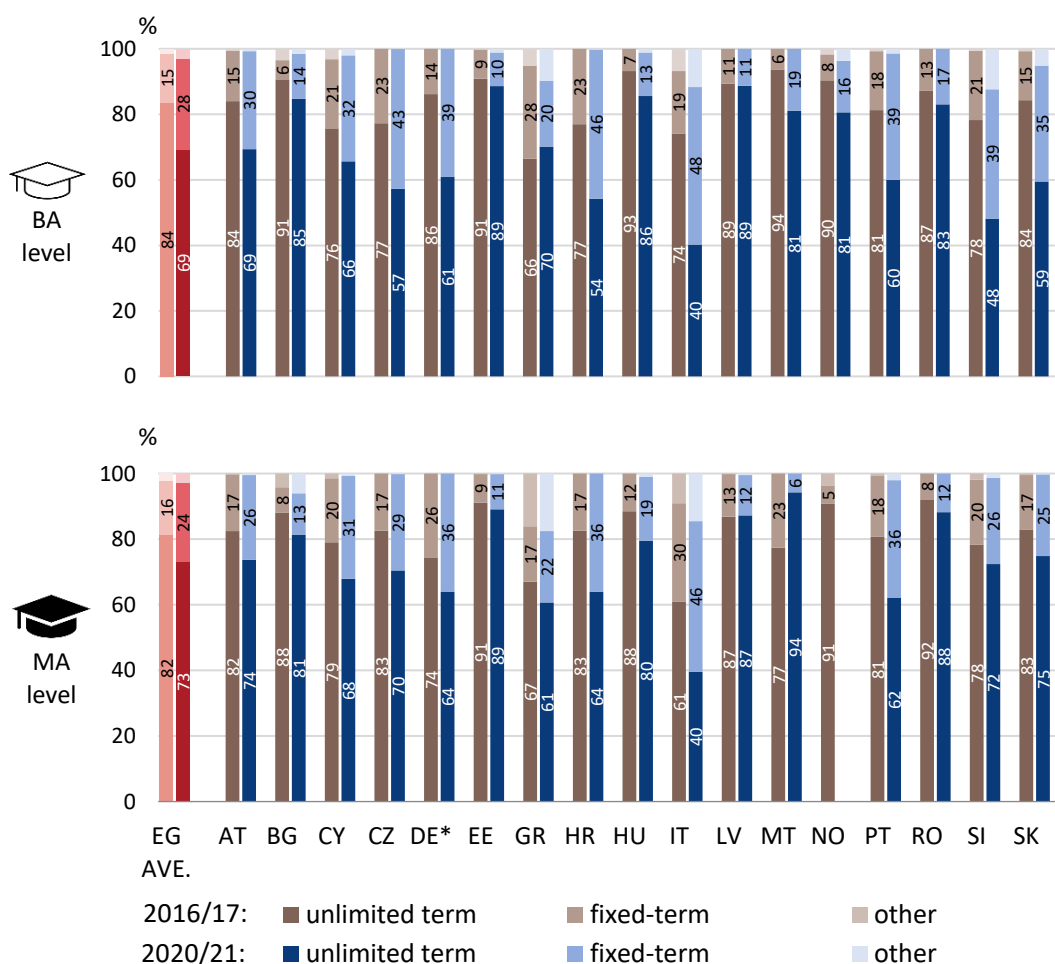 %
100
80
60
40
20
0
BA
level
15 28 15 30 6 14 21 32 23 43 14 39 9 10 28 20 23 46 7 13 19 48 11 11 6 19 8 16 18 39 13 17 21 39 15 35
84 69 84 69 91 85 76 66 77 57 86 61 91 89 66 70 77 54 93 86 74 40 89 89 94 81 90 81 81 60 87 83 78 48 84 59
%
100
80
60
40
20
0
MA
level
16 24 17 26 8 13 20 31 17 29 26 36 9 11 17 22 17 36 12 19 30 46 13 12 23 6 5 18 36 8 12 20 26 17 25
82 73 82 74 88 81 79 68 83 70 74 64 91 89 67 61 83 64 88 80 61 40 87 87 77 94 91 81 62 92 88 78 72 83 75
EG AT BG CY CZ DE* EE GR HR HU IT LV MT NO PT RO SI SK
AVE.
2016/17: unlimited term fixed-term other
2020/21: unlimited term fixed-term other